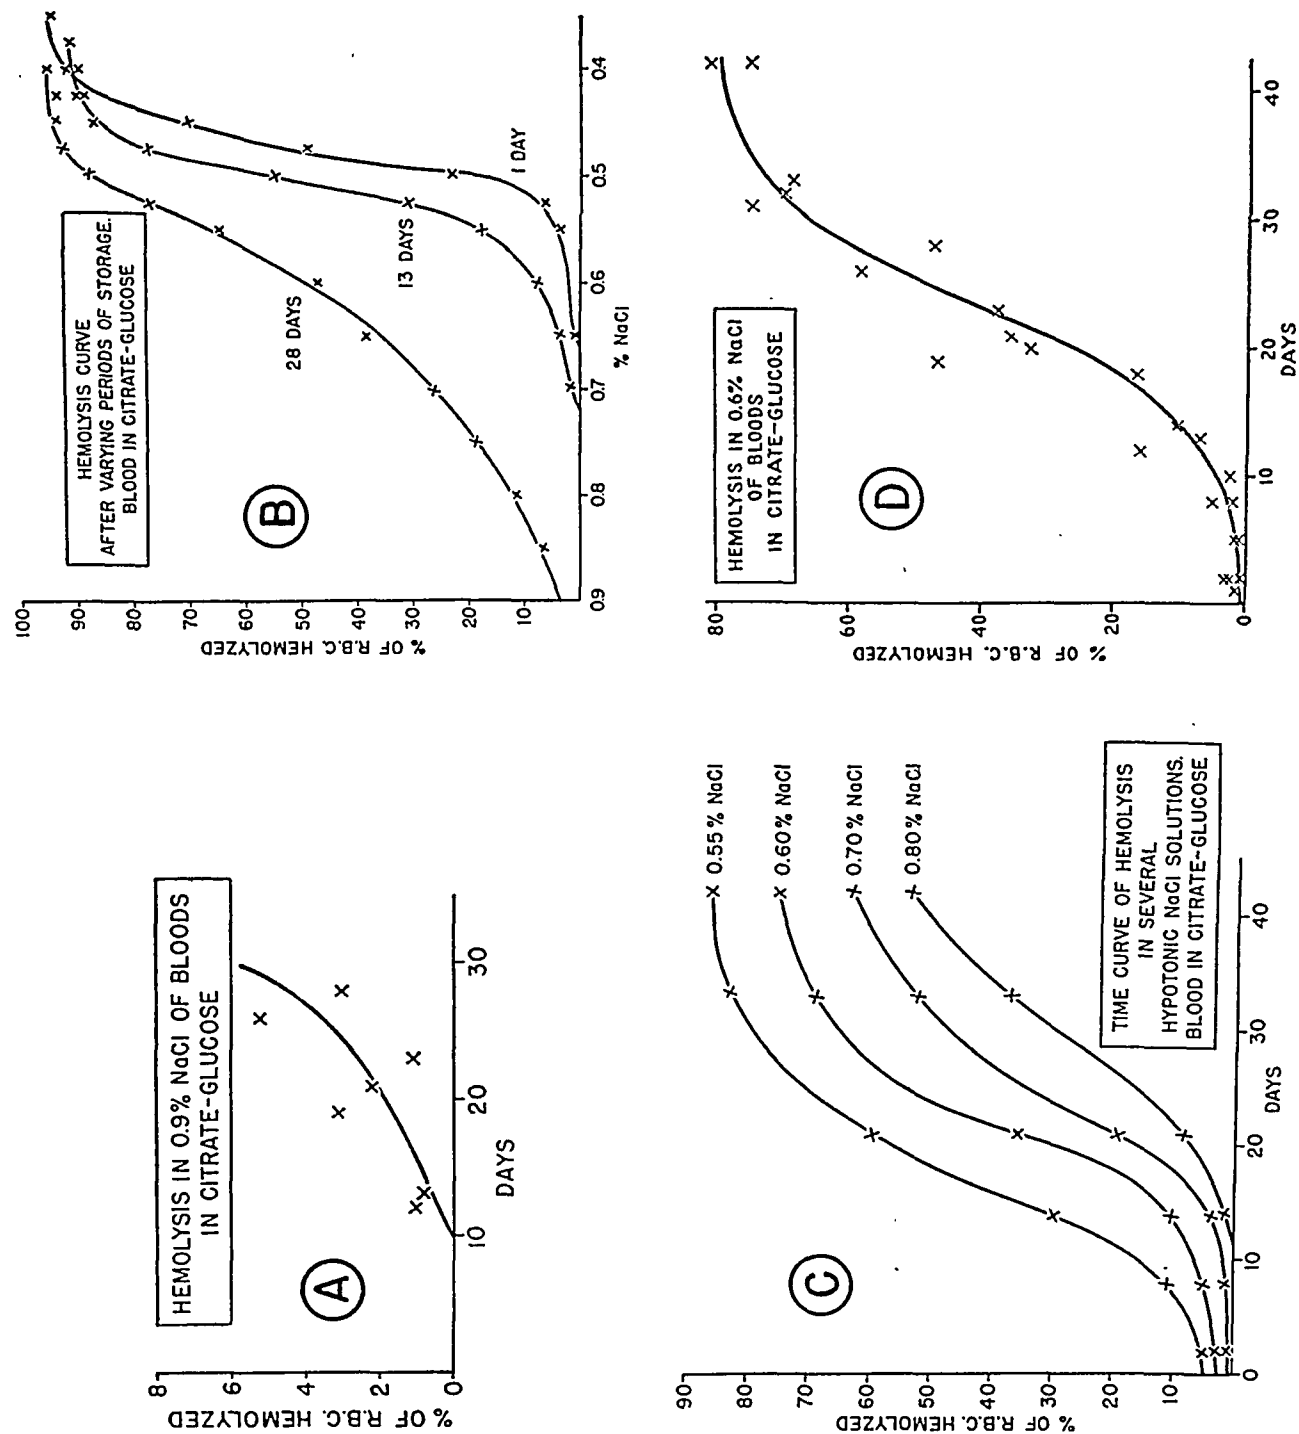 HEMOLYSIS IN 0.9% NaCl OF BLOODS
IN CITRATE-GLUCOSE
A
% OF R.B.C. HEMOLYZED
8
6
4
2
0
10
20
30
DAYS
HEMOLYSIS CURVE
AFTER VARYING PERIODS OF STORAGE.
BLOOD IN CITRATE-GLUCOSE
B
% OF R.B.C. HEMOLYZED
100
90
80
70
60
50
40
30
20
10
28 DAYS
13 DAYS
1 DAY
0.9
0.8
0.7
0.6
0.5
0.4
% NaCl
C
% OF R.B.C. HEMOLYZED
90
80
70
60
50
40
30
20
10
0
10
20
30
40
DAYS
0.55% NaCl
0.60% NaCl
0.70% NaCl
0.80% NaCl
TIME CURVE OF HEMOLYSIS
IN SEVERAL
HYPOTONIC NaCl SOLUTIONS.
BLOOD IN CITRATE-GLUCOSE
HEMOLYSIS IN 0.6% NaCl
OF BLOODS
IN CITRATE-GLUCOSE
D
% OF R.B.C. HEMOLYZED
80
60
40
20
0
10
20
30
40
DAYS